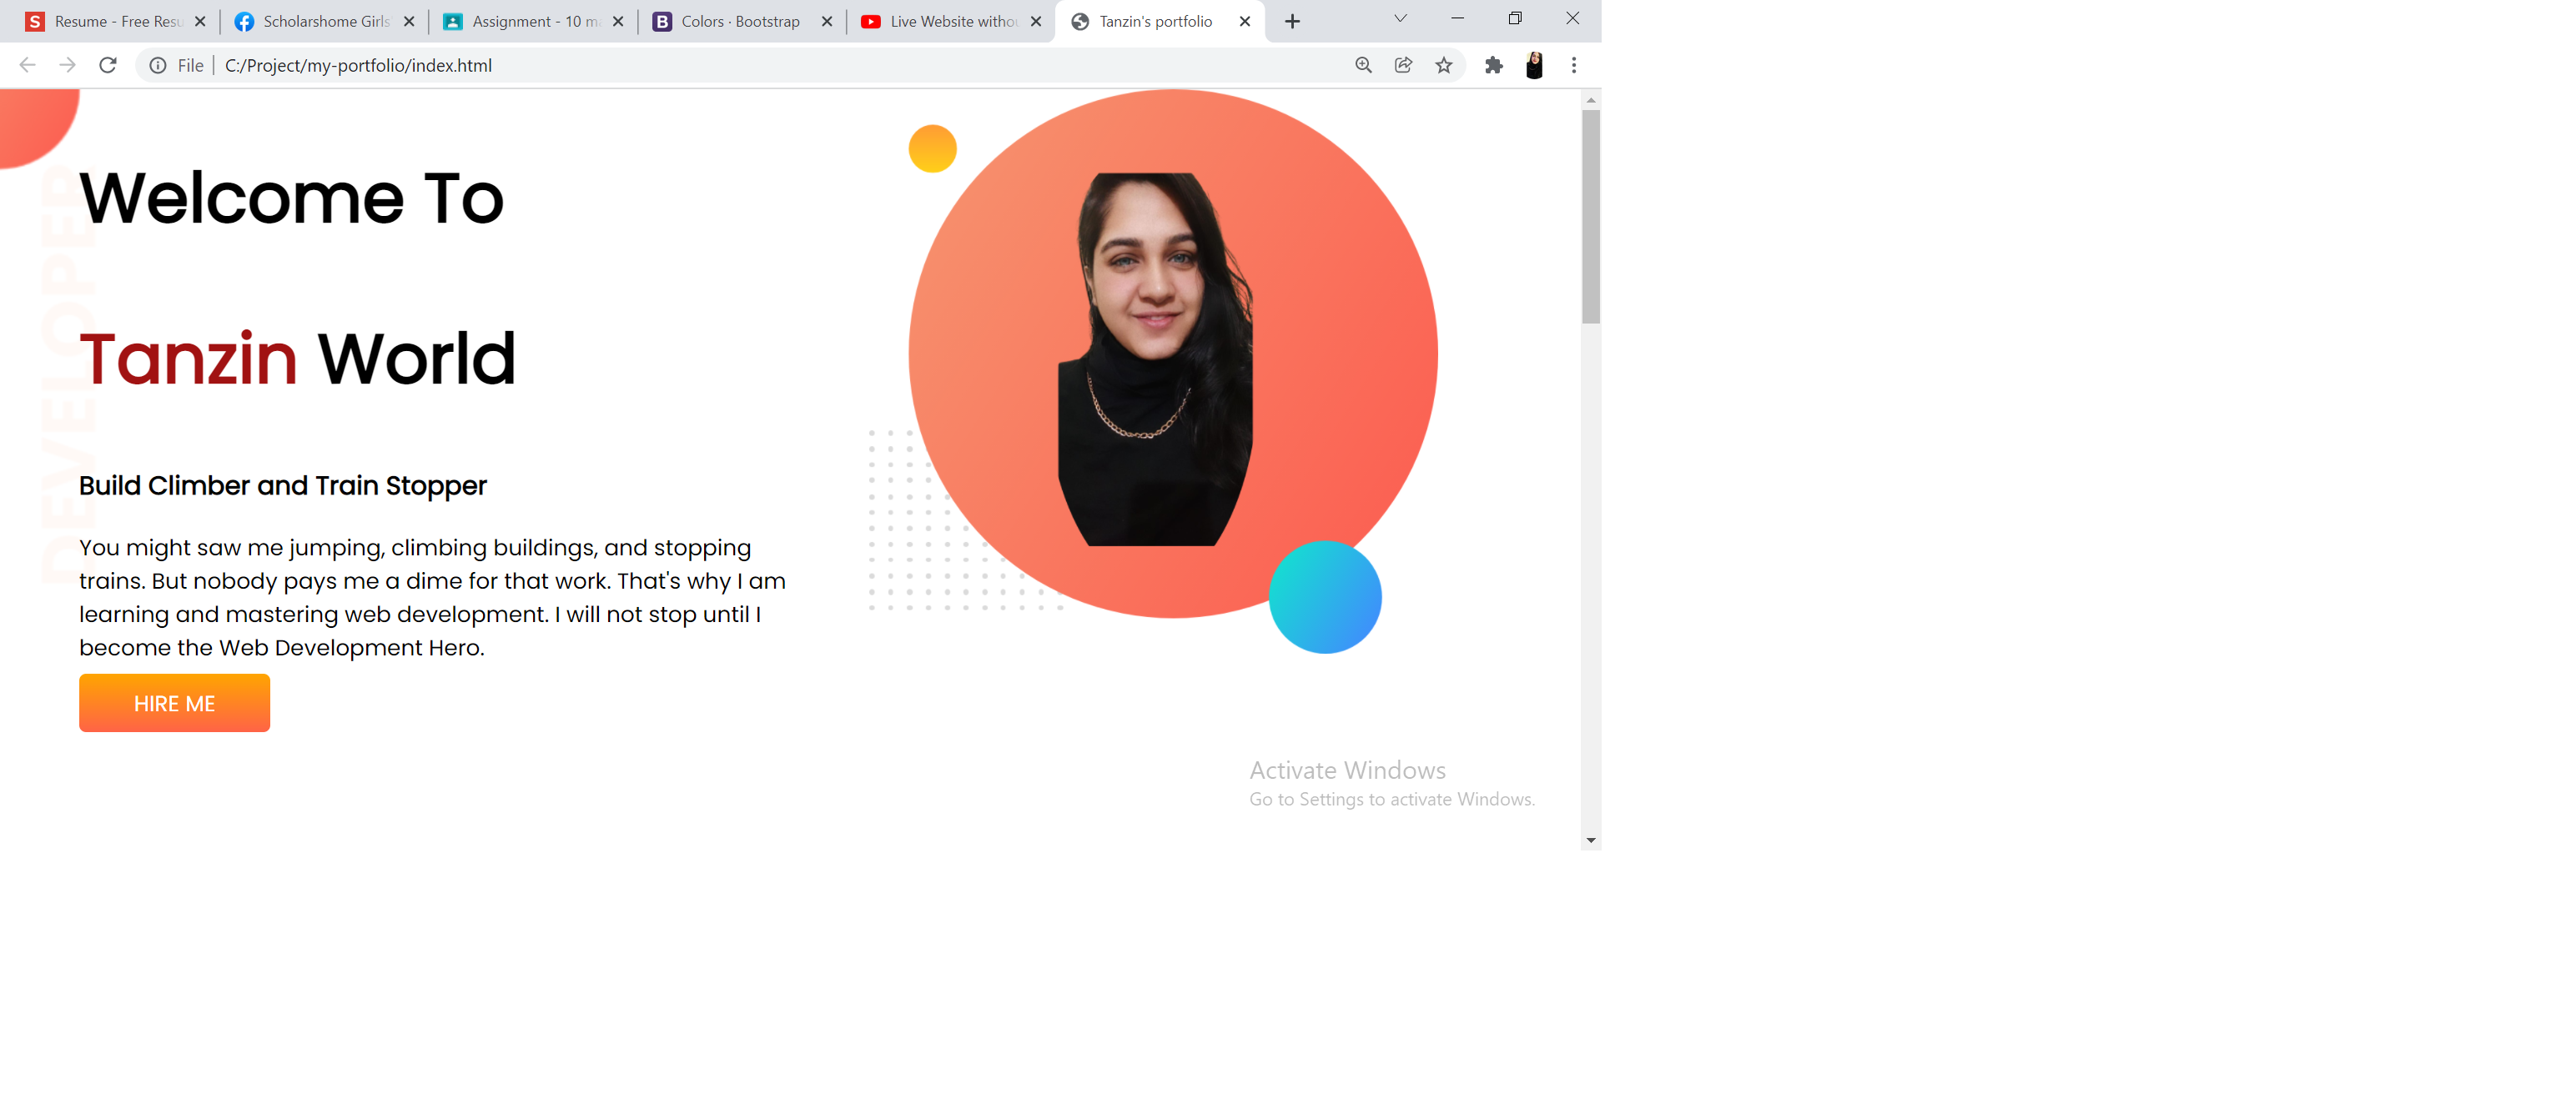 Resume - Free Resu
Scholarshome Girls'
Assignment - 10 m
Colors · Bootstrap
Live Website withou
Tanzin's portfolio
File
C:/Project/my-portfolio/index.html
DEVELOPER
Welcome To
Tanzin World
Build Climber and Train Stopper
You might saw me jumping, climbing buildings, and stopping
trains. But nobody pays me a dime for that work. That's why I am
learning and mastering web development. I will not stop until I
become the Web Development Hero.
HIRE ME
Activate Windows
Go to Settings to activate Windows.